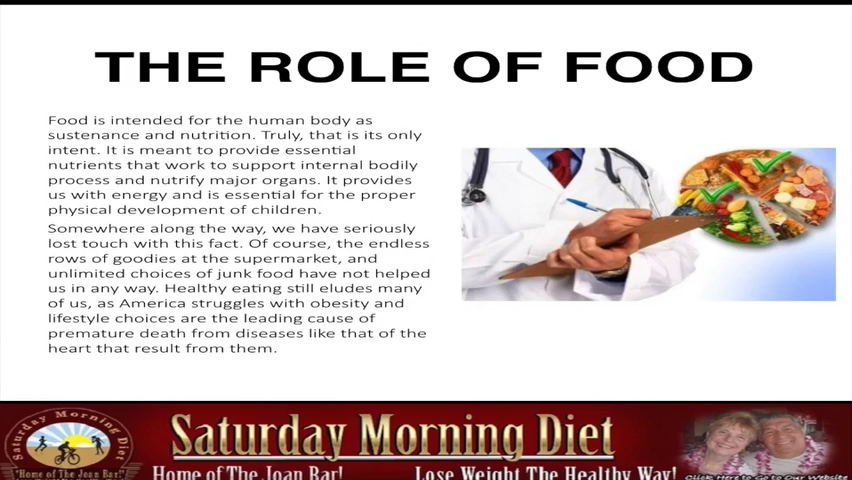 THE ROLE OF FOOD
Food is intended for the human body as
sustenance and nutrition. Truly, that is its only
intent. It is meant to provide essential
nutrients that work to support internal bodily
process and nutrify major organs. It provides
us with energy and is essential for the proper
physical development of children.
Somewhere along the way, we have seriously
lost touch with this fact. Of course, the endless
rows of goodies at the supermarket, and
unlimited choices of junk food have not helped
us in any way. Healthy eating still eludes many
of us, as America struggles with obesity and
lifestyle choices are the leading cause of
premature death from diseases like that of the
heart that result from them.
Saturday Morning Diet
"Home of The Joan Bar!"
Saturday Morning Diet
Home of The Joan Bar!
Lose Weight The Healthy Way!
Click Here to Go to Our Website